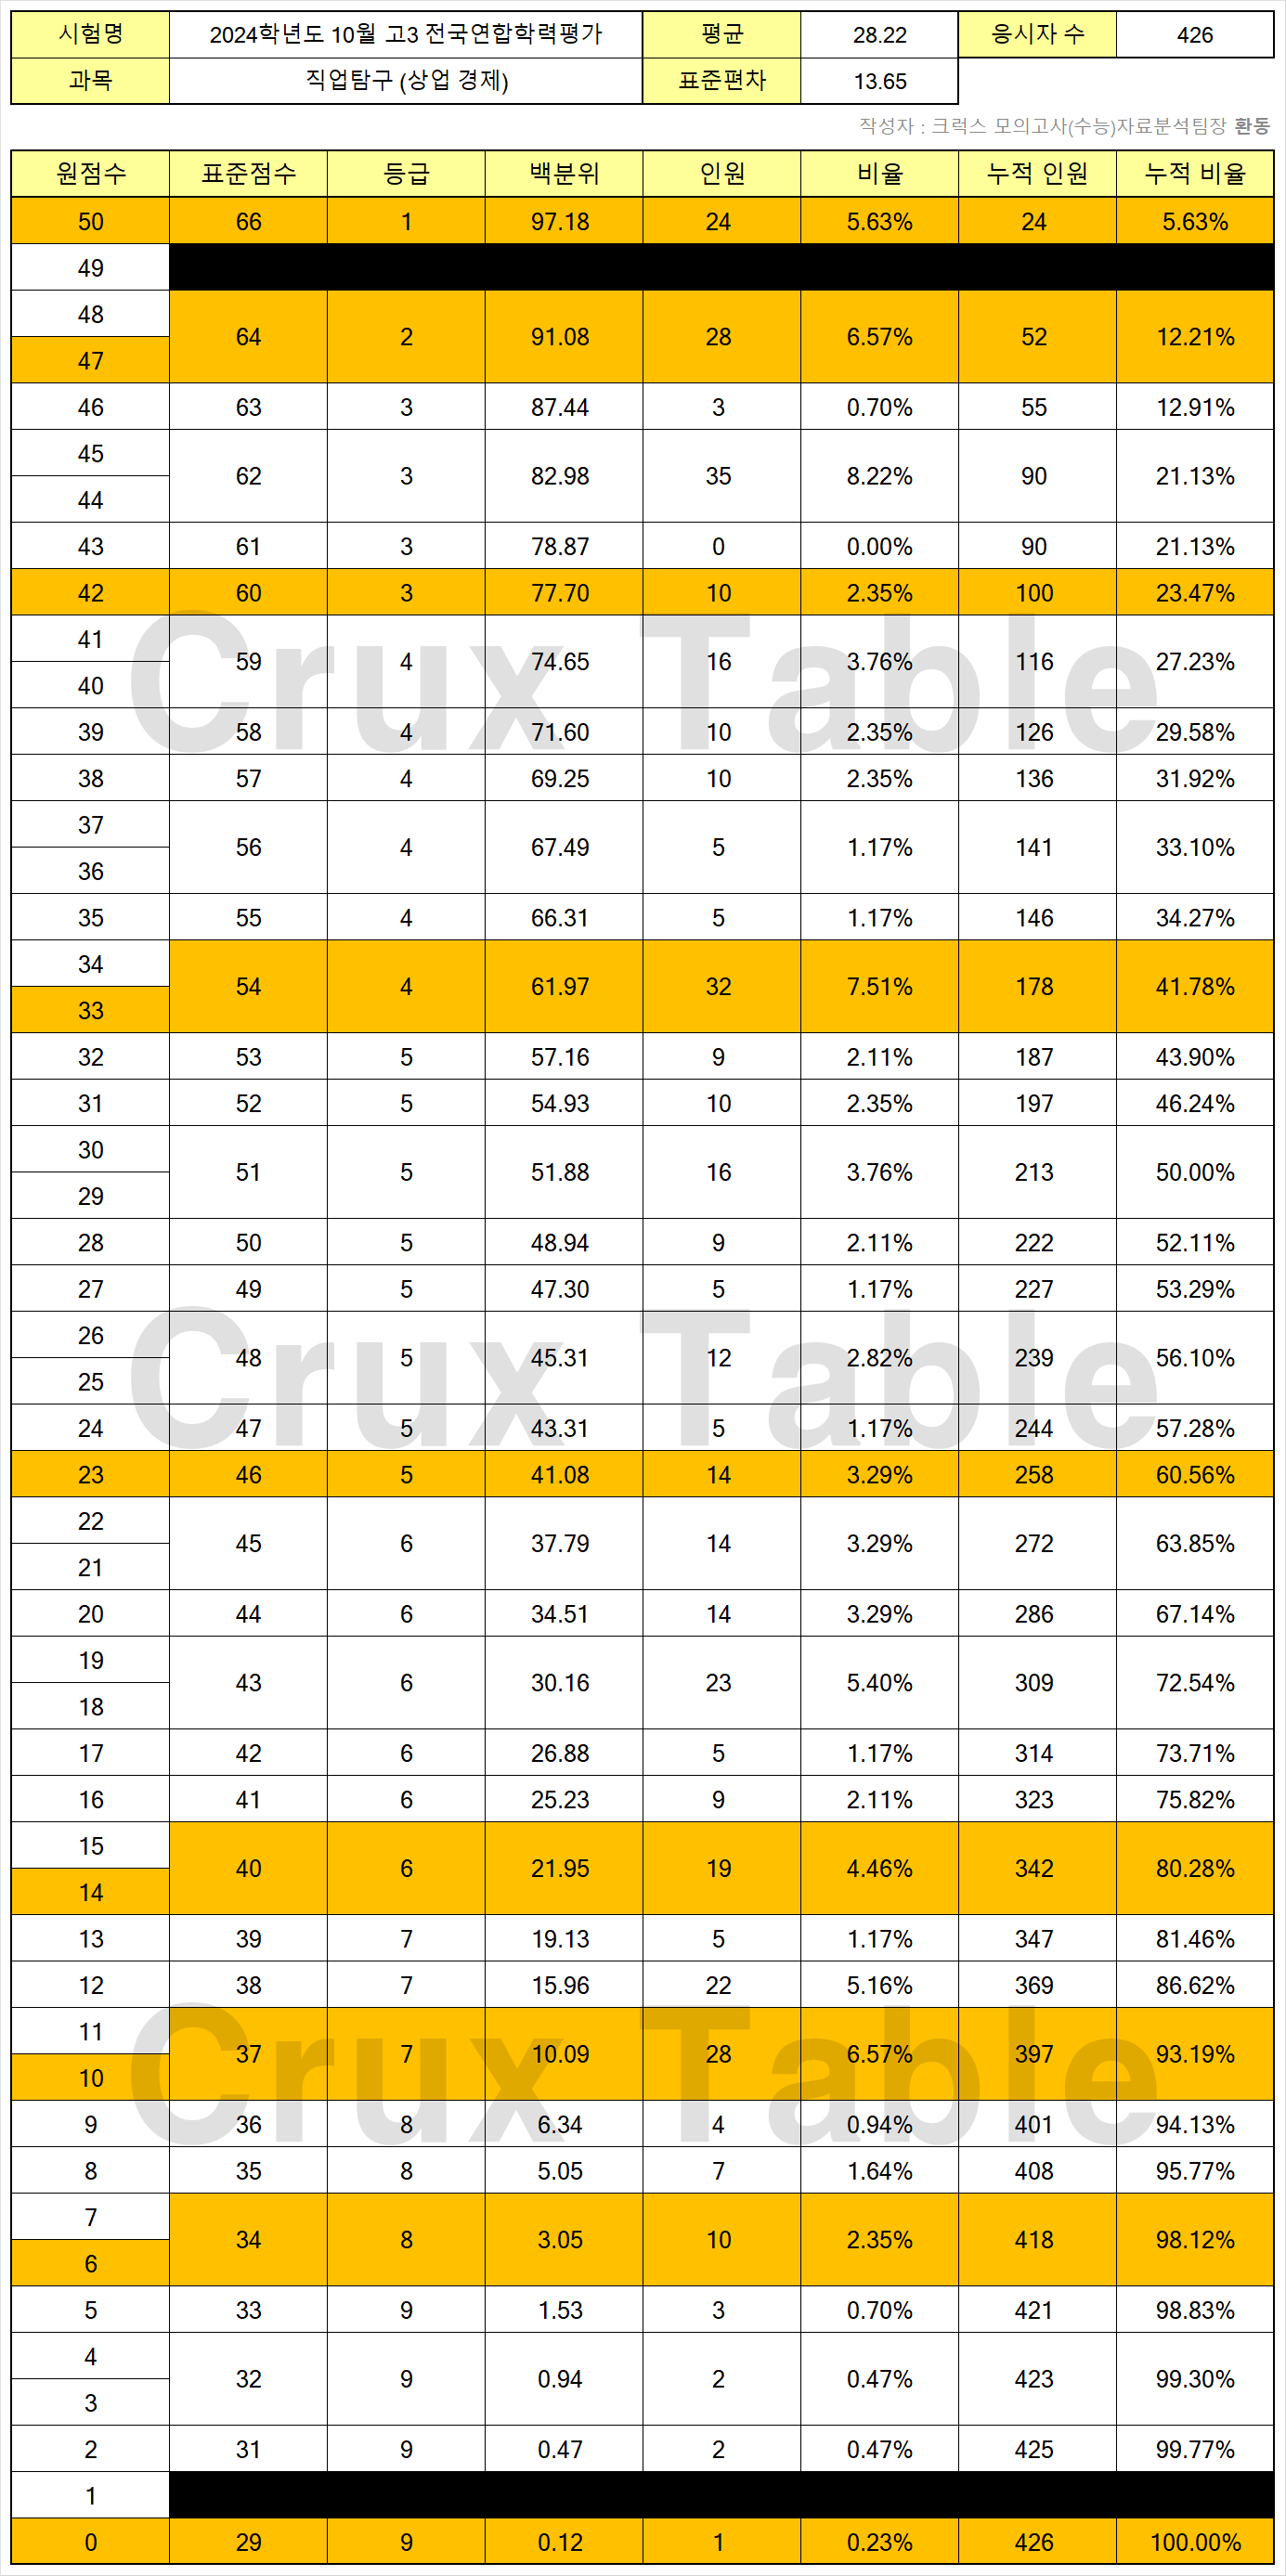 시험명 2024학년도 10월 고3 전국연합학력평가 평균 28.22 응시자 수 426
과목 직업탐구 (상업 경제) 표준편차 13.65
작성자 : 크럭스 모의고사(수능)자료분석팀장 환동
원점수 표준점수 등급 백분위 인원 비율 누적 인원 누적 비율
50 66 1 97.18 24 5.63% 24 5.63%
49
48
64 2 91.08 28 6.57% 52 12.21%
47
46 63 3 87.44 3 0.70% 55 12.91%
45
62 3 82.98 35 8.22% 90 21.13%
44
43 61 3 78.87 0 0.00% 90 21.13%
42 60 3 77.70 10 2.35% 100 23.47%
Crux Table
41
59 4 74.65 16 3.76% 116 27.23%
40
39 58 4 71.60 10 2.35% 126 29.58%
38 57 4 69.25 10 2.35% 136 31.92%
37
56 4 67.49 5 1.17% 141 33.10%
36
35 55 4 66.31 5 1.17% 146 34.27%
34
54 4 61.97 32 7.51% 178 41.78%
33
32 53 5 57.16 9 2.11% 187 43.90%
31 52 5 54.93 10 2.35% 197 46.24%
30
51 5 51.88 16 3.76% 213 50.00%
29
28 50 5 48.94 9 2.11% 222 52.11%
27 49 5 47.30 5 1.17% 227 53.29%
Crux Table
26
48 5 45.31 12 2.82% 239 56.10%
25
24 47 5 43.31 5 1.17% 244 57.28%
23 46 5 41.08 14 3.29% 258 60.56%
22
45 6 37.79 14 3.29% 272 63.85%
21
20 44 6 34.51 14 3.29% 286 67.14%
19
43 6 30.16 23 5.40% 309 72.54%
18
17 42 6 26.88 5 1.17% 314 73.71%
16 41 6 25.23 9 2.11% 323 75.82%
15
40 6 21.95 19 4.46% 342 80.28%
14
13 39 7 19.13 5 1.17% 347 81.46%
12 38 7 15.96 22 5.16% 369 86.62%
Crux Table
11
37 7 10.09 28 6.57% 397 93.19%
10
9 36 8 6.34 4 0.94% 401 94.13%
8 35 8 5.05 7 1.64% 408 95.77%
7
34 8 3.05 10 2.35% 418 98.12%
6
5 33 9 1.53 3 0.70% 421 98.83%
4
32 9 0.94 2 0.47% 423 99.30%
3
2 31 9 0.47 2 0.47% 425 99.77%
1
0 29 9 0.12 1 0.23% 426 100.00%